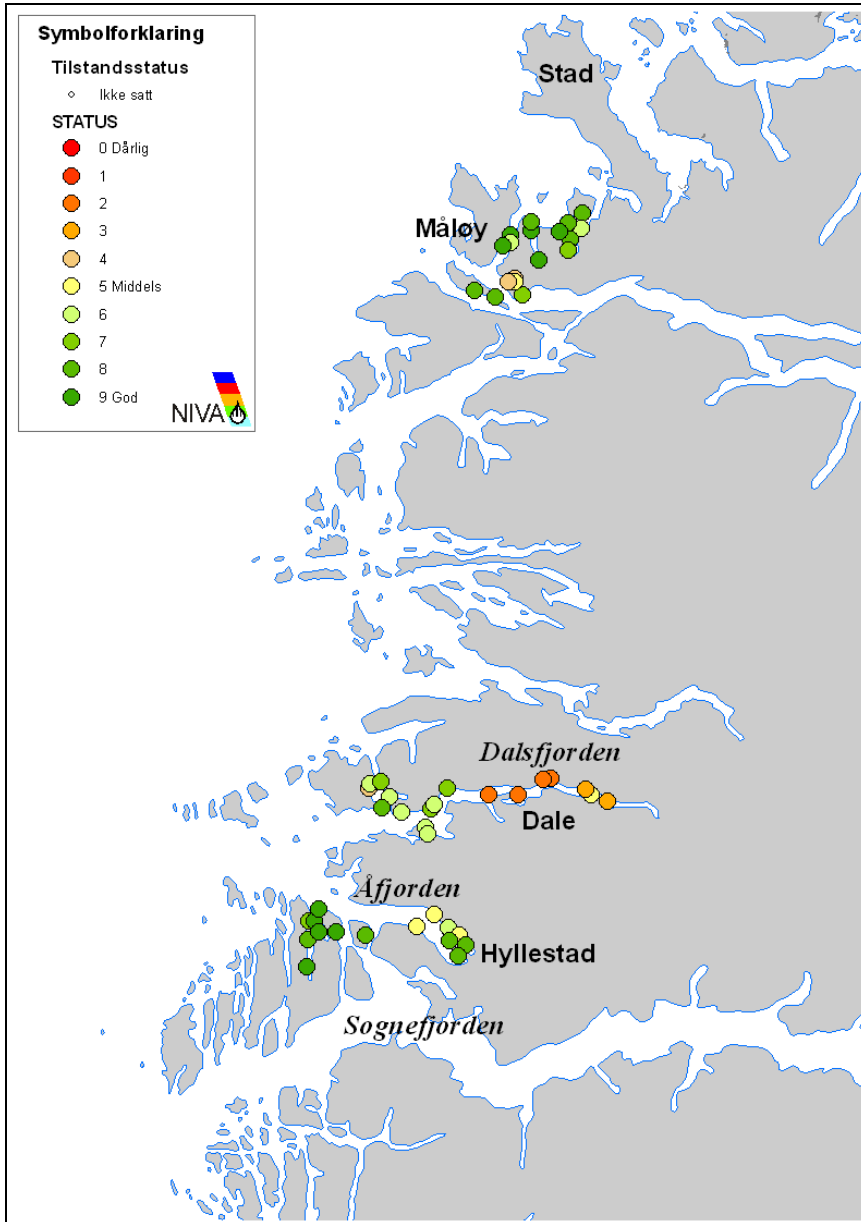 Symbolforklaring
Tilstandsstatus
Ikke satt
STATUS
0 Dårlig
1
2
3
4
5 Middels
6
7
8
9 God
NIVA
Stad
Måløy
Dalsfjorden
Dale
Åfjorden
Hyllestad
Sognefjorden